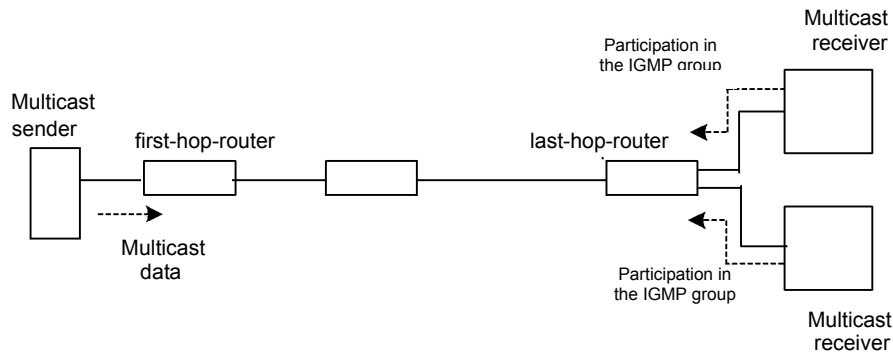 Multicast
receiver
Participation in
the IGMP group
Multicast
sender
first-hop-router
last-hop-router
Multicast
data
Participation in
the IGMP group
Multicast
receiver